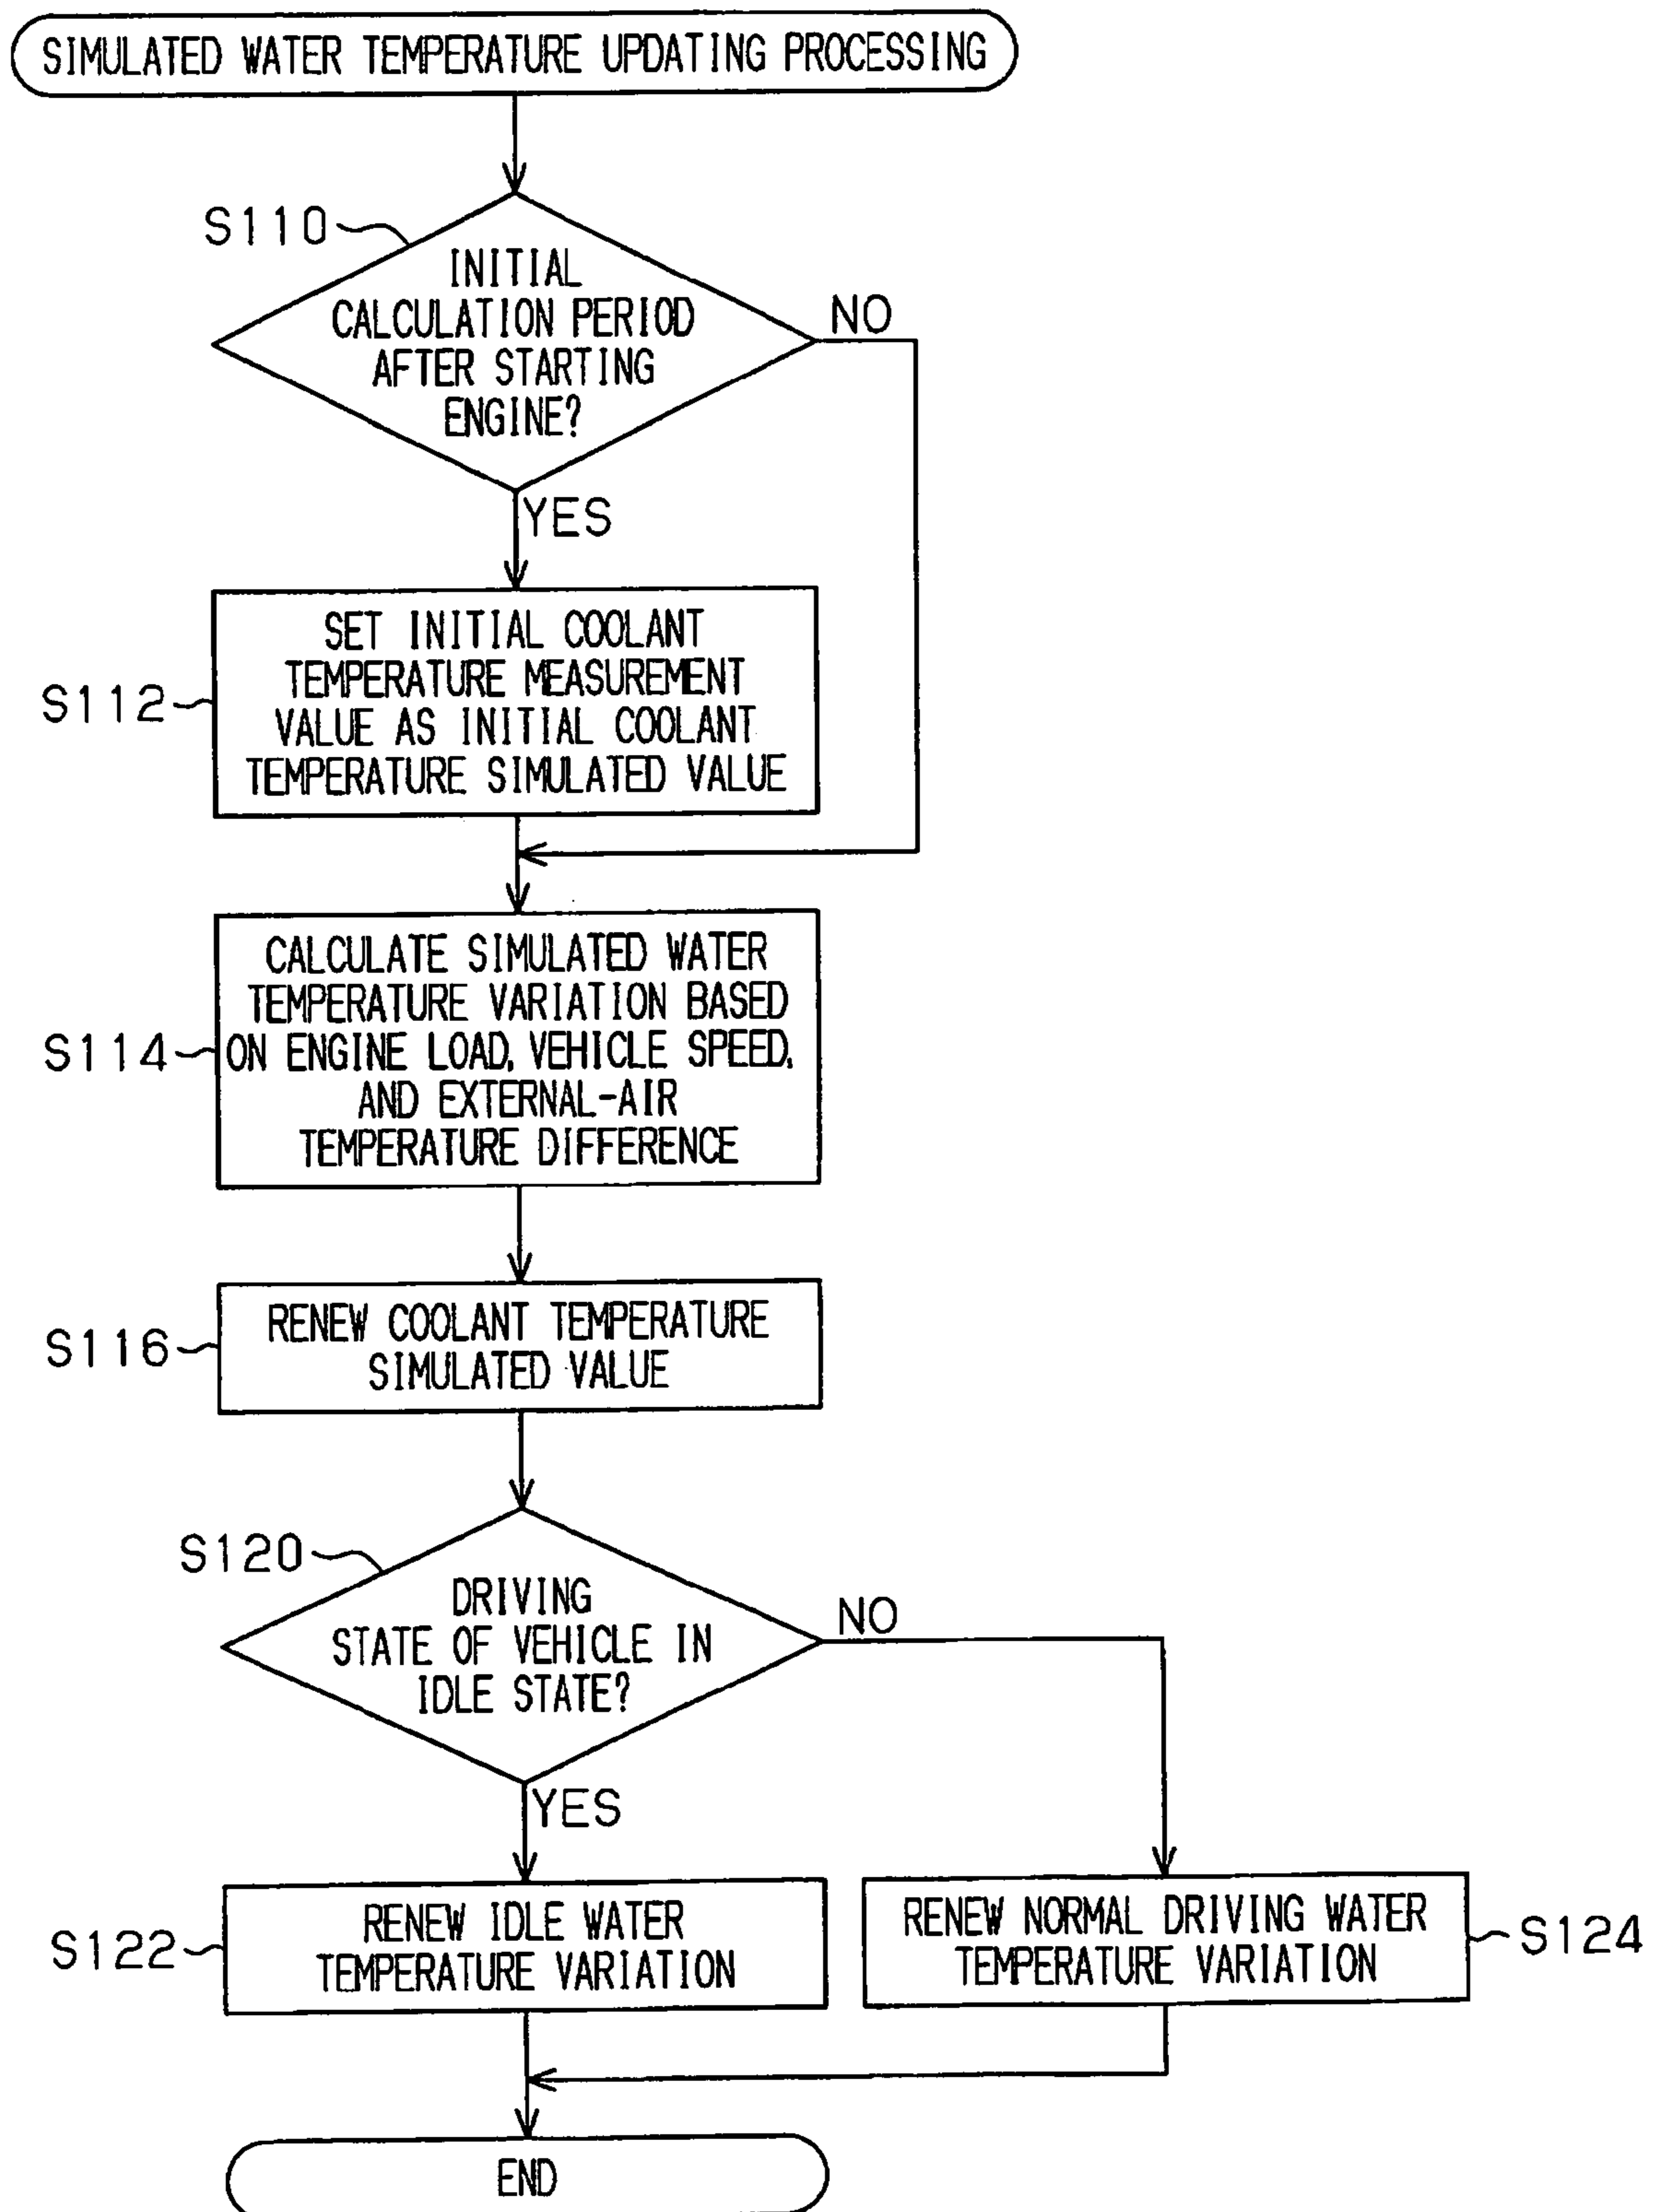 SIMULATED WATER TEMPERATURE UPDATING PROCESSING
S110
INITIAL
CALCULATION PERIOD
AFTER STARTING
ENGINE?
NO
YES
S112
SET INITIAL COOLANT
TEMPERATURE MEASUREMENT
VALUE AS INITIAL COOLANT
TEMPERATURE SIMULATED VALUE
S114
CALCULATE SIMULATED WATER
TEMPERATURE VARIATION BASED
ON ENGINE LOAD, VEHICLE SPEED,
AND EXTERNAL-AIR
TEMPERATURE DIFFERENCE
S116
RENEW COOLANT TEMPERATURE
SIMULATED VALUE
S120
DRIVING
STATE OF VEHICLE IN
IDLE STATE?
NO
YES
S122
RENEW IDLE WATER
TEMPERATURE VARIATION
RENEW NORMAL DRIVING WATER
TEMPERATURE VARIATION
S124
END